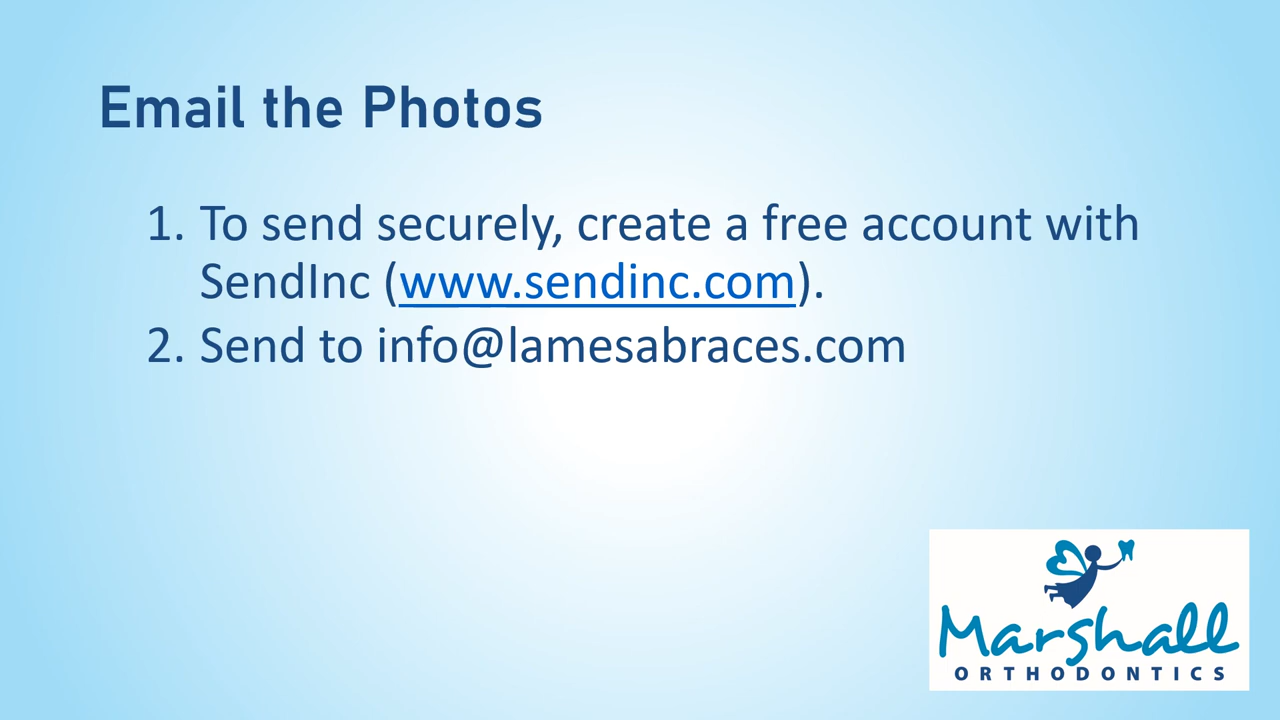 Email the Photos
1. To send securely, create a free account with
SendInc (www.sendinc.com).
2. Send to info@lamesabraces.com
Marshall
ORTHODONTICS